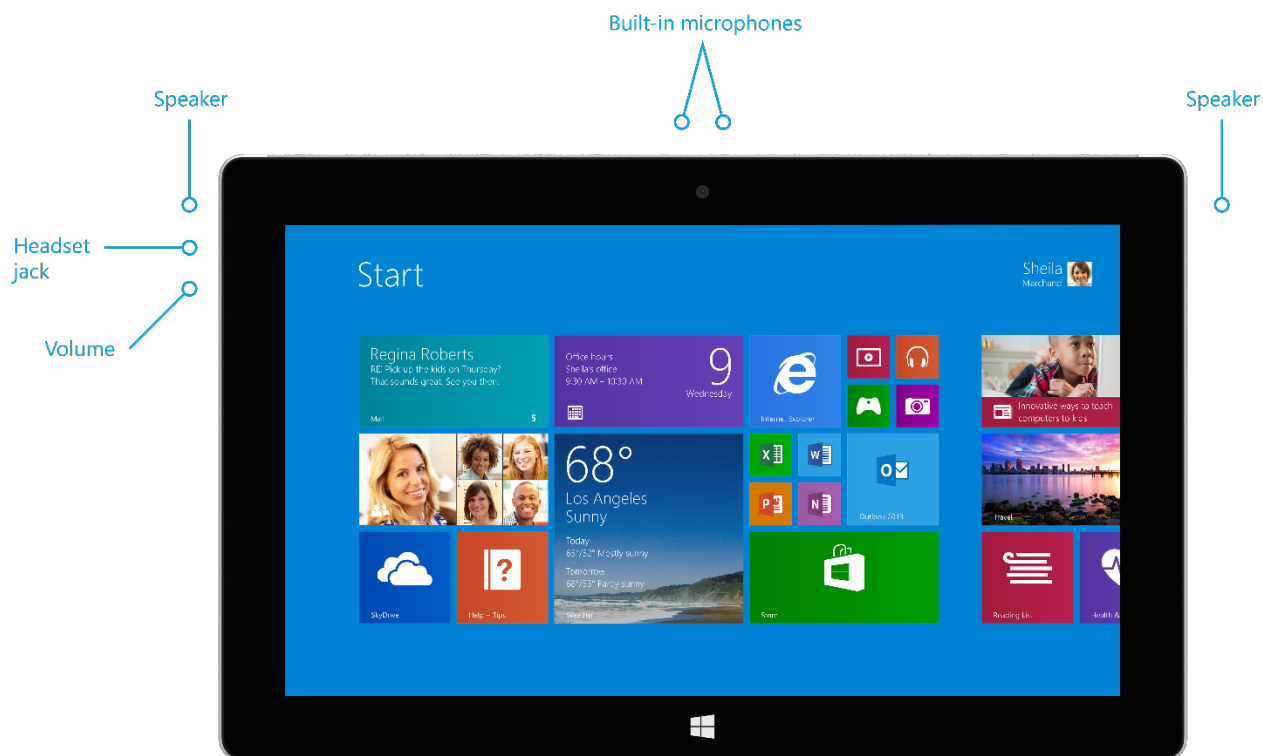 Built-in microphones
Speaker
Speaker
Headset
jack
Volume
Start
Sheila
Marchand
Regina Roberts
RE: Pick up the kids on Thursday?
That sounds great. See you then.
Mail
5
Office hours
Sheila's office
9:30 AM – 10:30 AM
9
Wednesday
Internet Explorer
Innovative ways to teach
computers to kids
68°
Los Angeles
Sunny
Today
65°/52° Mostly sunny
Tomorrow
68°/55° Partly sunny
Weather
X
W
P
N
O
Outlook 2013
Travel
SkyDrive
?
Help + Tips
Store
Reading List
Health &